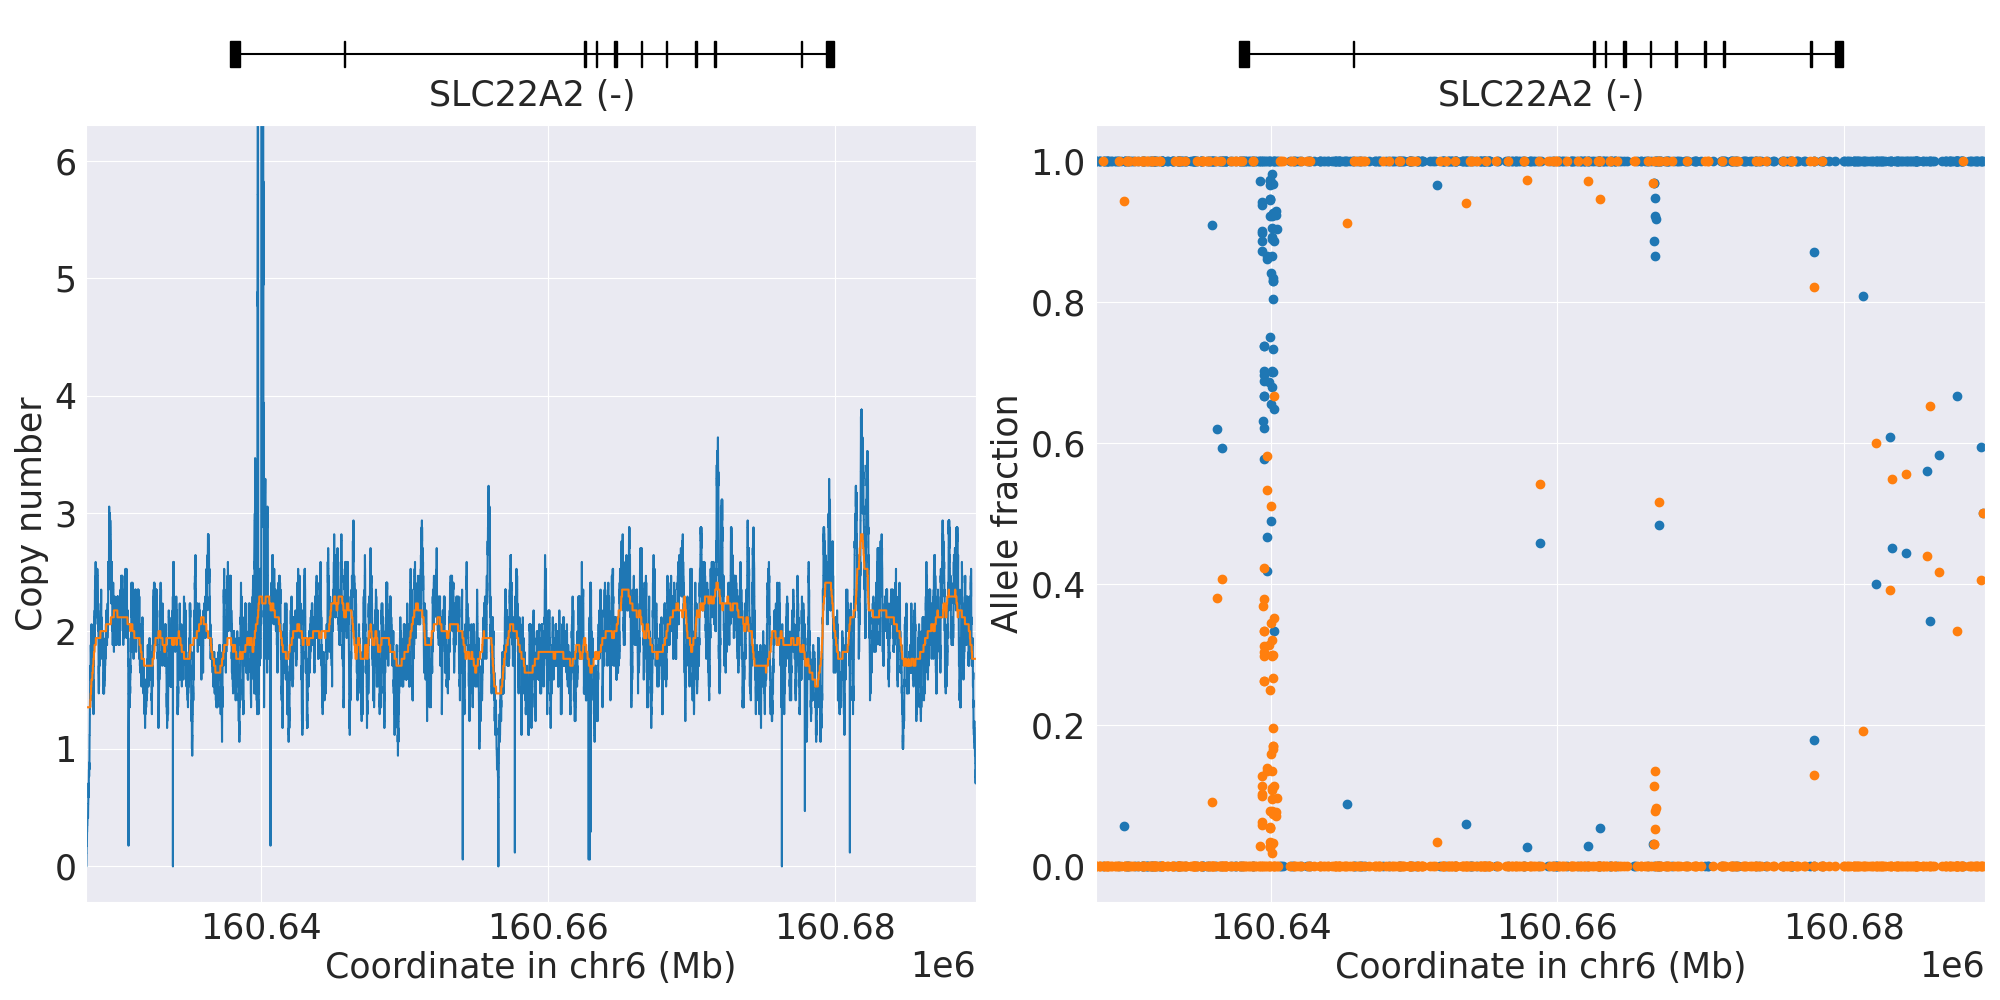 SLC22A2 (-)
SLC22A2 (-)
Copy number
6
5
4
3
2
1
0
160.64
160.66
160.68
Coordinate in chr6 (Mb)
1e6
Allele fraction
1.0
0.8
0.6
0.4
0.2
0.0
160.64
160.66
160.68
Coordinate in chr6 (Mb)
1e6